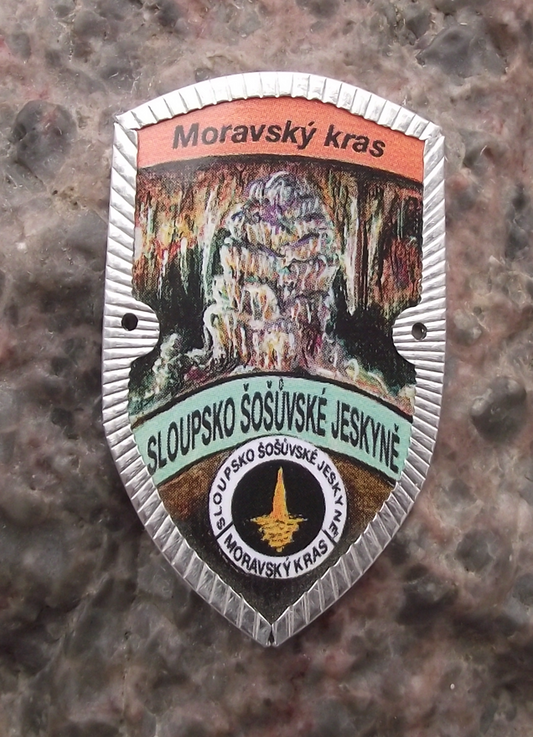 Moravský kras
SLOUPSKO ŠOŠŮVSKÉ JESKYNĚ
SLOUPSKO ŠOŠŮVSKÉ JESKYNĚ
MORAVSKÝ KRAS